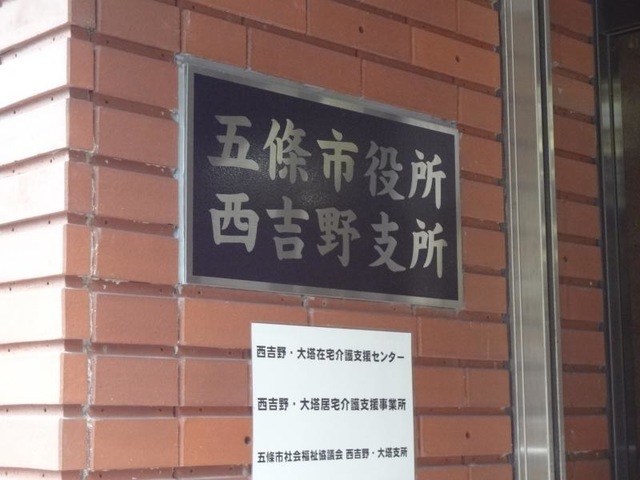 五條市役所
西吉野支所
西吉野・大塔在宅介護支援センター
西吉野・大塔居宅介護支援事業所
五條市社会福祉協議会 西吉野・大塔支所